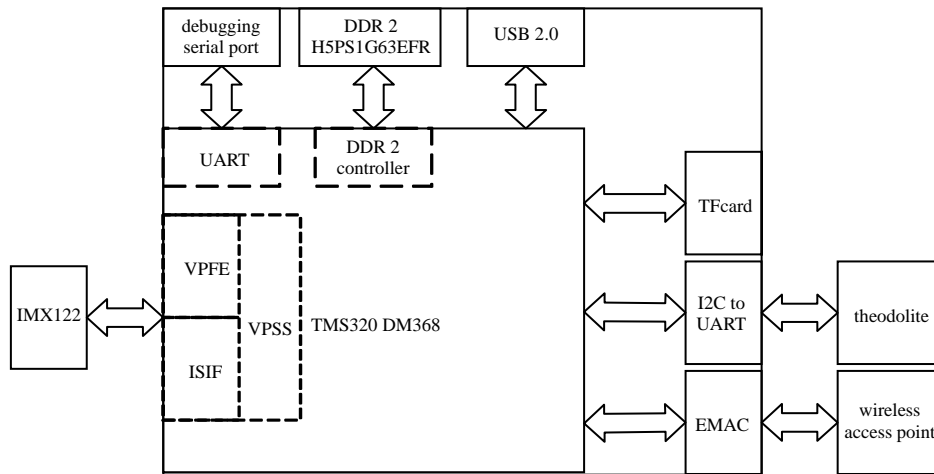 debugging
serial port
DDR 2
H5PS1G63EFR
USB 2.0
UART
DDR 2
controller
TFcard
VPFE
IMX122
VPSS
TMS320 DM368
I2C to
UART
theodolite
ISIF
EMAC
wireless
access point